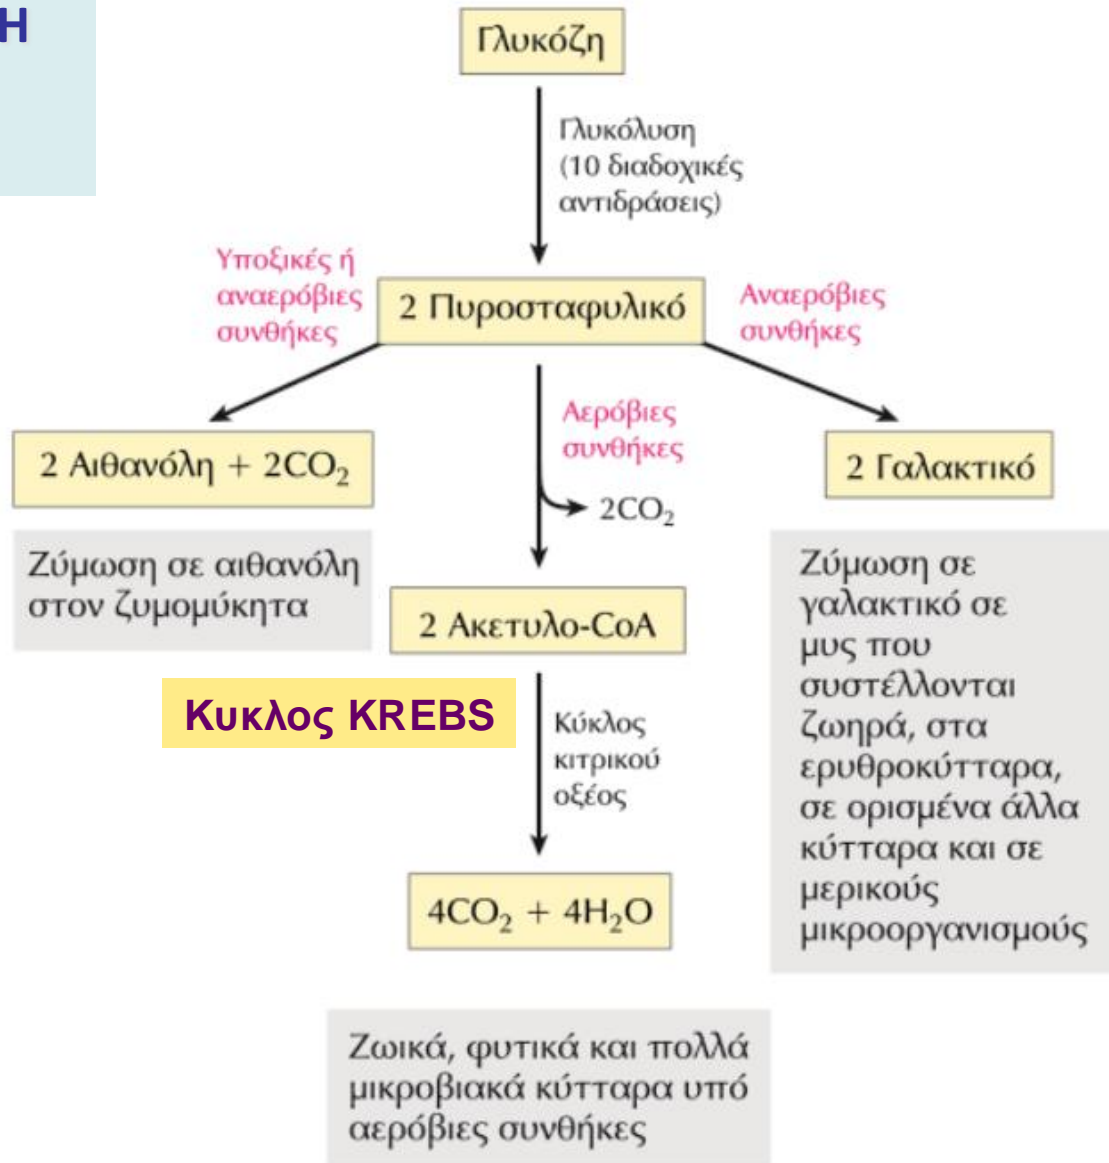 Η
Γλυκόζη
Γλυκόλυση
(10 διαδοχικές
αντιδράσεις)
Υποξικές ή
αναερόβιες
συνθήκες
2 Πυροσταφυλικό
Αναερόβιες
συνθήκες
Αερόβιες
συνθήκες
2 Αιθανόλη + 2CO₂
2 Γαλακτικό
2CO₂
Ζύμωση σε αιθανόλη
στον ζυμομύκητα
Ζύμωση σε
γαλακτικό σε
μυς που
συστέλλονται
ζωηρά, στα
ερυθροκύτταρα,
σε ορισμένα άλλα
κύτταρα και σε
μερικούς
μικροοργανισμούς
2 Ακετυλο-CoA
Κυκλος KREBS
Κύκλος
κιτρικού
οξέος
4CO₂ + 4H₂O
Ζωικά, φυτικά και πολλά
μικροβιακά κύτταρα υπό
αερόβιες συνθήκες